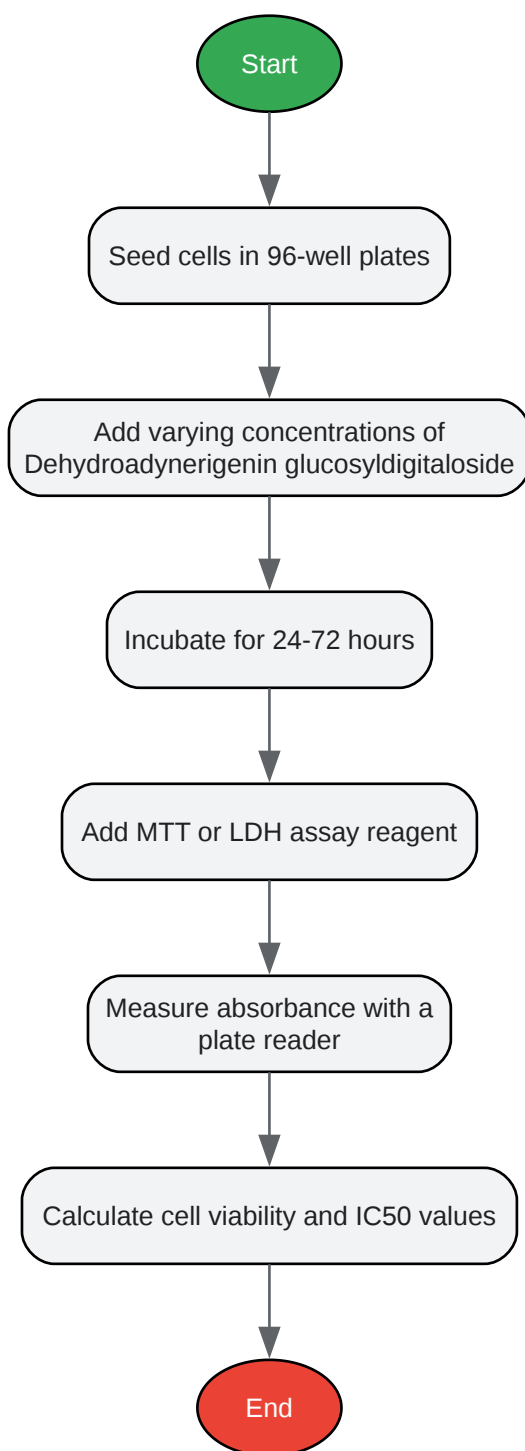 Start
Seed cells in 96-well plates
Add varying concentrations of
Dehydroadynerigenin glucosyldigitaloside
Incubate for 24-72 hours
Add MTT or LDH assay reagent
Measure absorbance with a
plate reader
Calculate cell viability and IC50 values
End